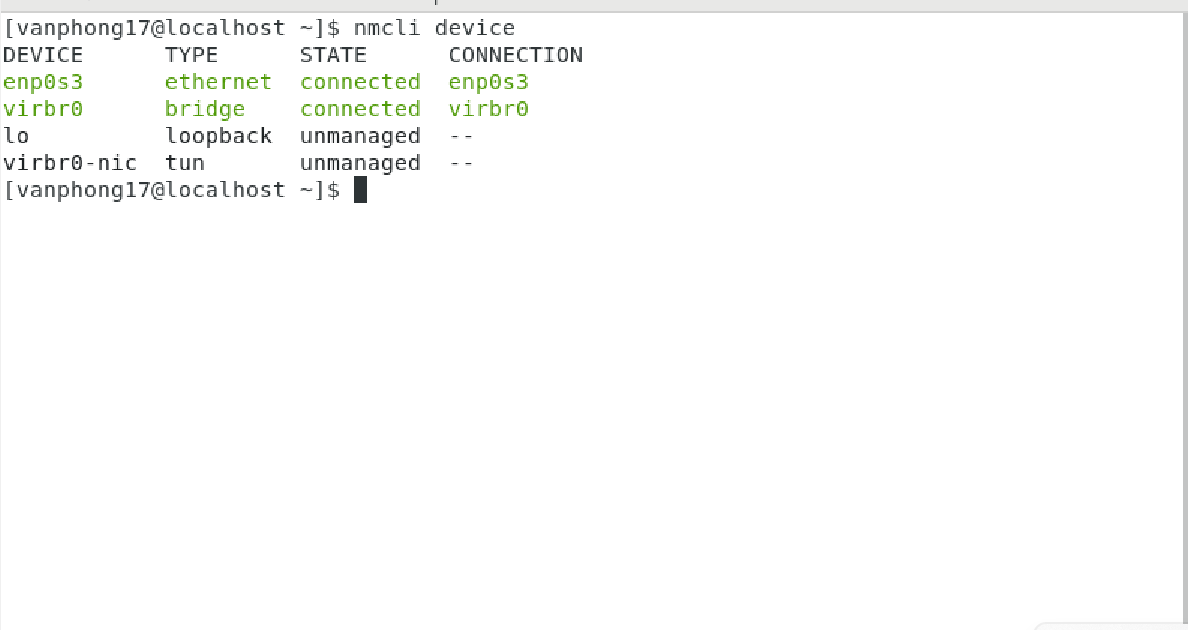 [vanphong17@localhost ~]$ nmcli device
DEVICE      TYPE      STATE      CONNECTION
enp0s3      ethernet  connected  enp0s3
virbr0      bridge    connected  virbr0
lo          loopback  unmanaged  --
virbr0-nic  tun       unmanaged  --
[vanphong17@localhost ~]$